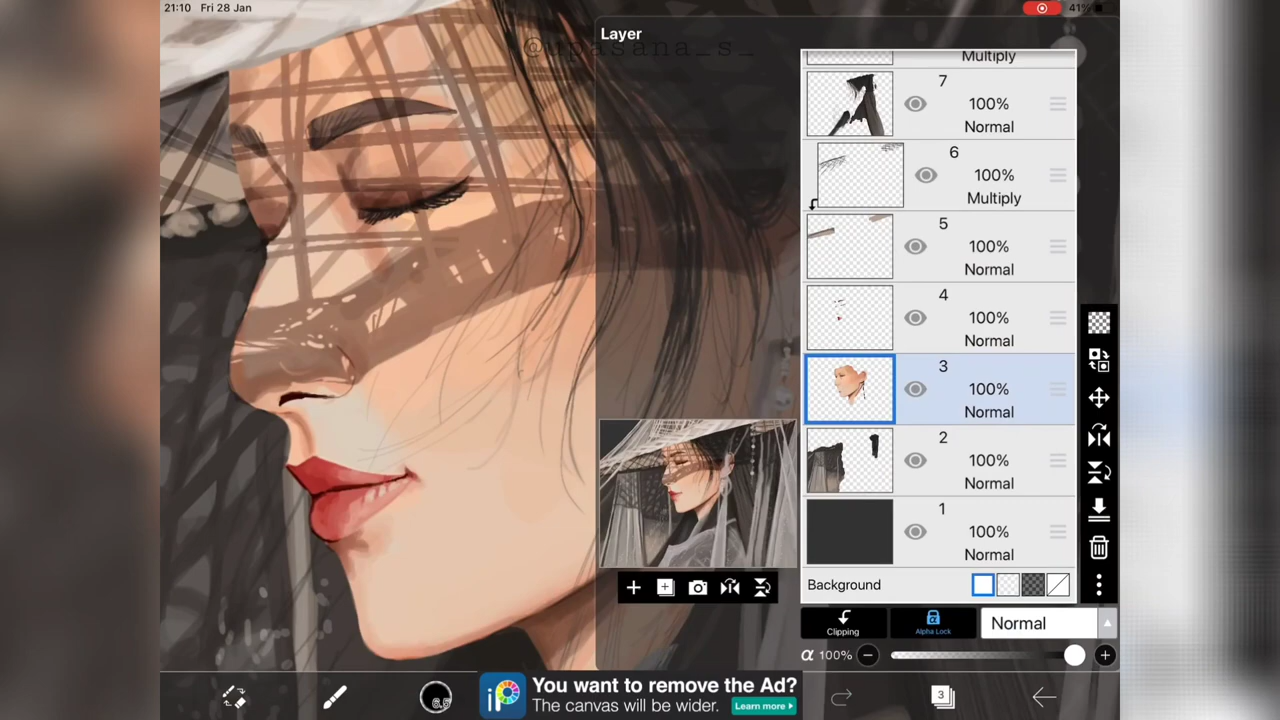 21:10 Fri 28 Jan
41%
Layer
@upasana_s_
Multiply
7
100%
Normal
6
100%
Multiply
5
100%
Normal
4
100%
Normal
3
100%
Normal
2
100%
Normal
1
100%
Normal
Background
Clipping
Alpha Lock
Normal
α 100%
You want to remove the Ad?
The canvas will be wider.
Learn more
3